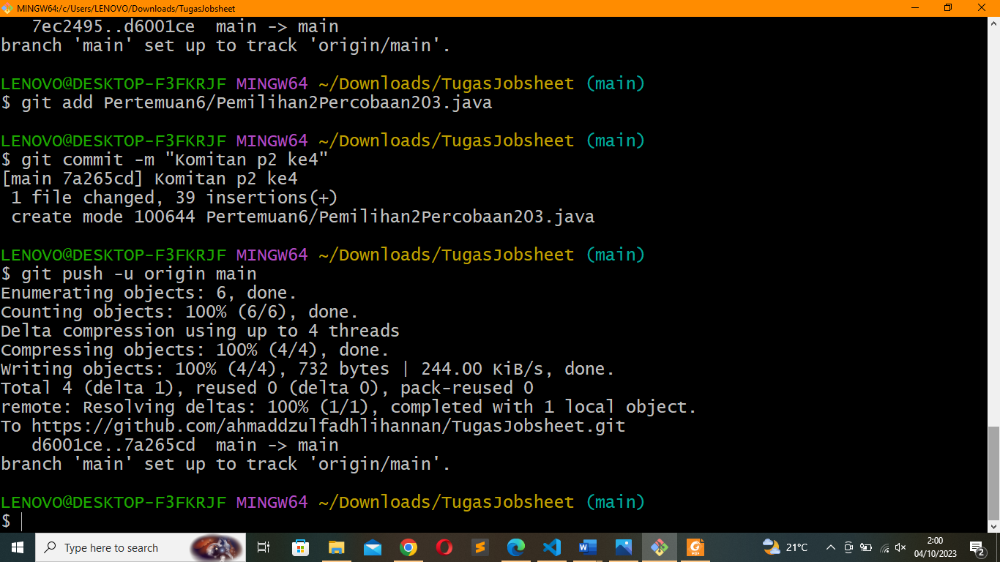 MINGW64:/c/Users/LENOVO/Downloads/TugasJobsheet
   7ec2495..d6001ce  main -> main
branch 'main' set up to track 'origin/main'.
LENOVO@DESKTOP-F3FKRJF MINGW64 ~/Downloads/TugasJobsheet (main)
$ git add Pertemuan6/Pemilihan2Percobaan203.java
LENOVO@DESKTOP-F3FKRJF MINGW64 ~/Downloads/TugasJobsheet (main)
$ git commit -m "Komitan p2 ke4"
[main 7a265cd] Komitan p2 ke4
 1 file changed, 39 insertions(+)
 create mode 100644 Pertemuan6/Pemilihan2Percobaan203.java
LENOVO@DESKTOP-F3FKRJF MINGW64 ~/Downloads/TugasJobsheet (main)
$ git push -u origin main
Enumerating objects: 6, done.
Counting objects: 100% (6/6), done.
Delta compression using up to 4 threads
Compressing objects: 100% (4/4), done.
Writing objects: 100% (4/4), 732 bytes | 244.00 KiB/s, done.
Total 4 (delta 1), reused 0 (delta 0), pack-reused 0
remote: Resolving deltas: 100% (1/1), completed with 1 local object.
To https://github.com/ahmaddzulfadhlihannan/TugasJobsheet.git
   d6001ce..7a265cd  main -> main
branch 'main' set up to track 'origin/main'.
LENOVO@DESKTOP-F3FKRJF MINGW64 ~/Downloads/TugasJobsheet (main)
$
Type here to search
21°C
2:00
04/10/2023
2